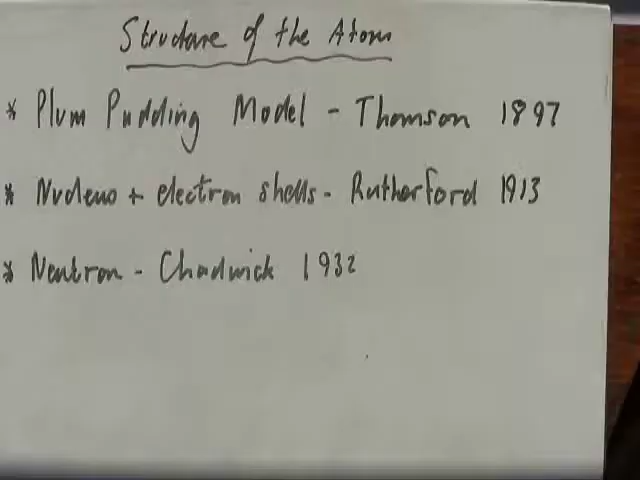 Structure of the Atom
* Plum Pudding Model - Thomson 1897
* Nucleus + electron shells - Rutherford 1913
* Neutron - Chadwick 1932